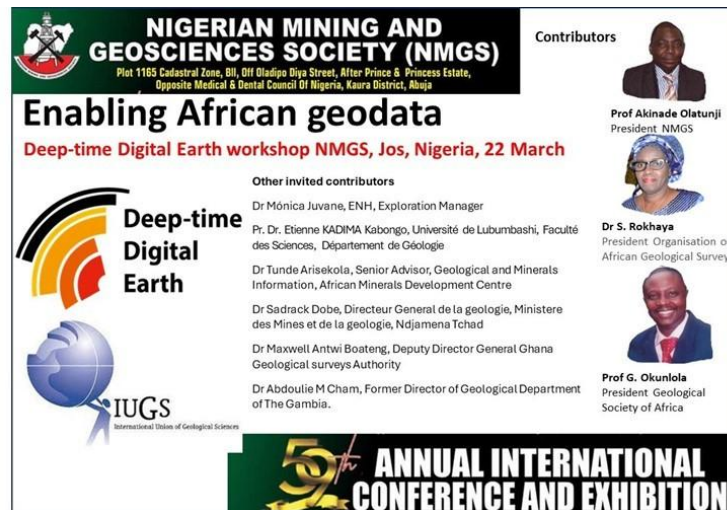 NIGERIAN MINING AND
GEOSCIENCES SOCIETY (NMGS)
Plot 1165 Cadastral Zone, BII, Off Oladipo Diya Street, After Prince & Princess Estate,
Opposite Medical & Dental Council Of Nigeria, Kaura District, Abuja
Contributors
Enabling African geodata
Deep-time Digital Earth workshop NMGS, Jos, Nigeria, 22 March
Prof Akinade Olatunji
President NMGS
Deep-time
Digital
Earth
Other invited contributors
Dr Mónica Juvane, ENH, Exploration Manager
Pr. Dr. Etienne KADIMA Kabongo, Université de Lubumbashi, Faculté
des Sciences, Département de Géologie
Dr Tunde Arisekola, Senior Advisor, Geological and Minerals
Information, African Minerals Development Centre
Dr Sadrack Dobe, Directeur General de la geologie, Ministere
des Mines et de la geologie, Ndjamena Tchad
Dr Maxwell Antwi Boateng, Deputy Director General Ghana
Geological surveys Authority
Dr Abdoulie M Cham, Former Director of Geological Department
of The Gambia.
Dr S. Rokhaya
President Organisation o
African Geological Survey
Prof G. Okunlola
President Geological
Society of Africa
IUGS
International Union of Geological Sciences
59th ANNUAL INTERNATIONAL
CONFERENCE AND EXHIBITION